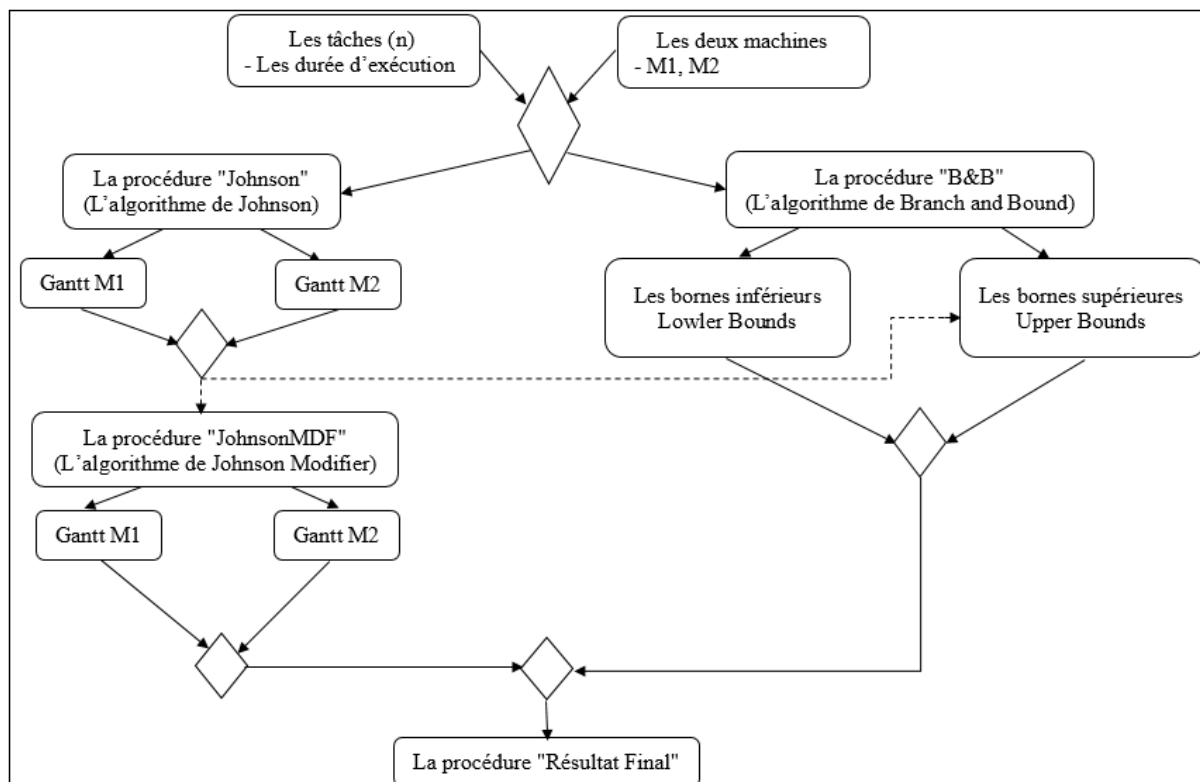 Les tâches (n)
- Les durée d'exécution
Les deux machines
- M1, M2
La procédure "Johnson"
(L'algorithme de Johnson)
La procédure "B&B"
(L'algorithme de Branch and Bound)
Gantt M1
Gantt M2
Les bornes inférieurs
Lowler Bounds
Les bornes supérieures
Upper Bounds
La procédure "JohnsonMDF"
(L'algorithme de Johnson Modifier)
Gantt M1
Gantt M2
La procédure "Résultat Final"